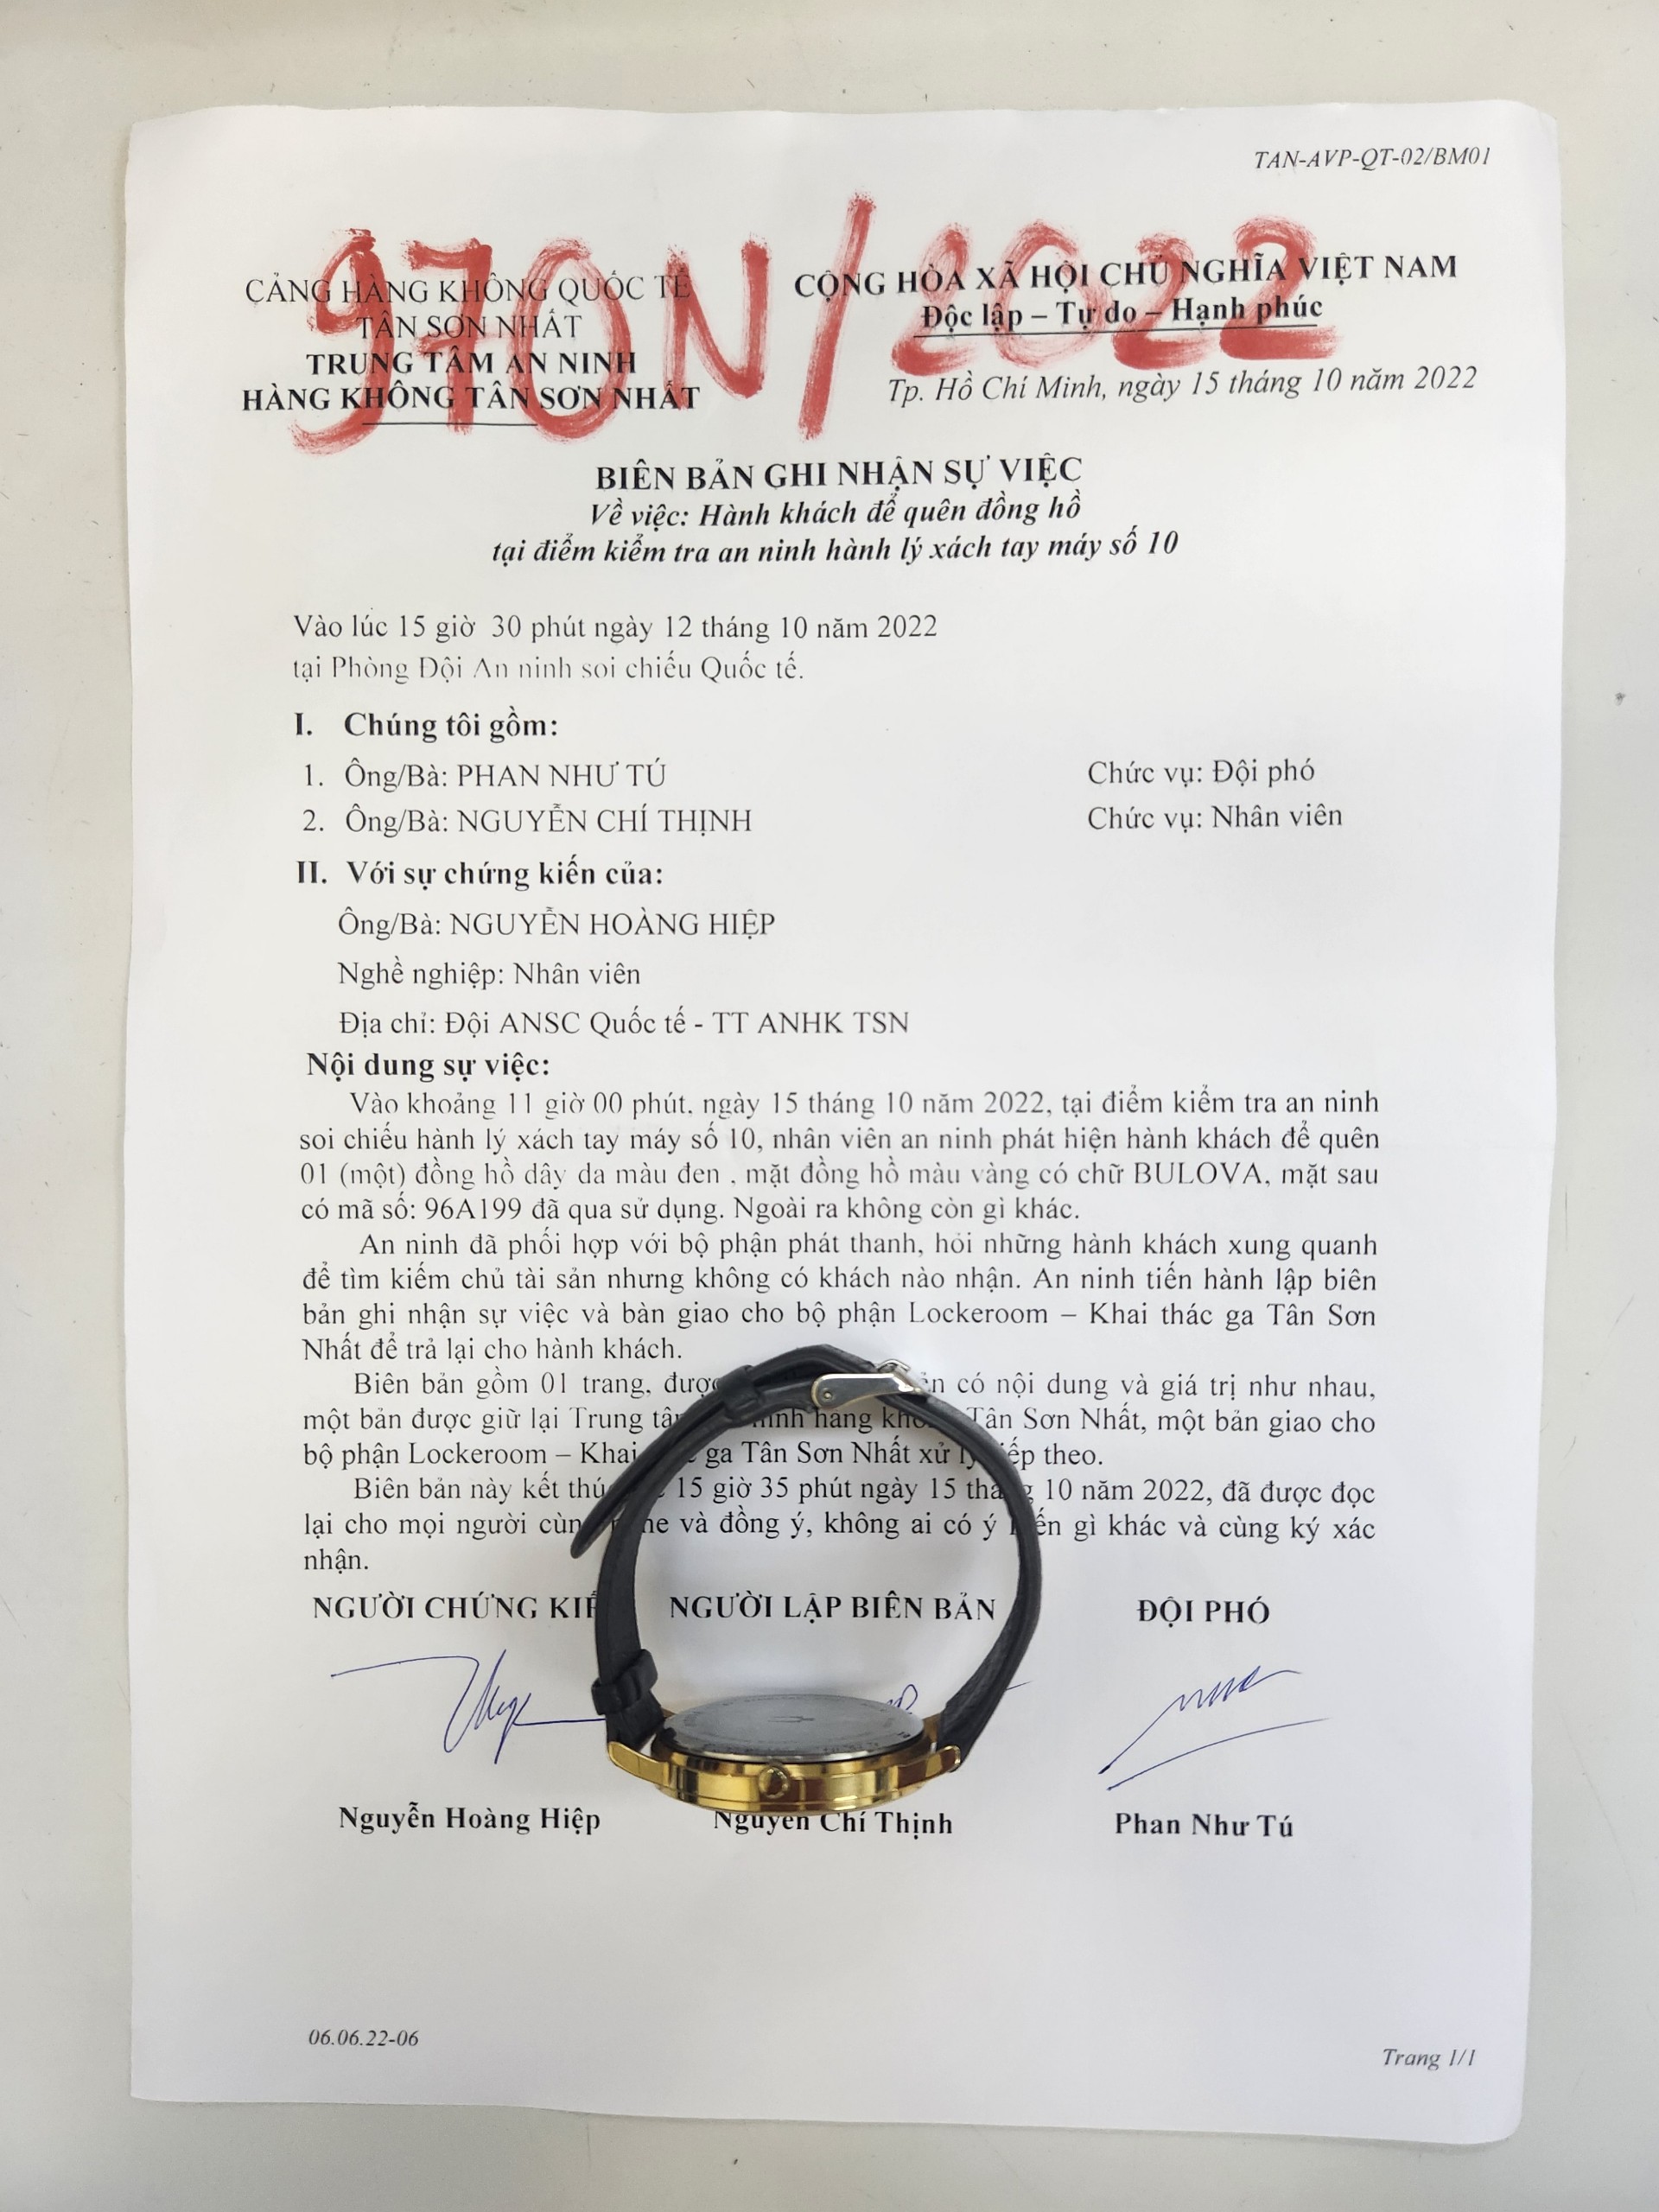 TAN-AVP-QT-02/BM01
970N/2022
CẢNG HÀNG KHÔNG QUỐC TẾ
TÂN SƠN NHẤT
TRUNG TÂM AN NINH
HÀNG KHÔNG TÂN SƠN NHẤT
CỘNG HÒA XÃ HỘI CHỦ NGHĨA VIỆT NAM
Độc lập – Tự do – Hạnh phúc
Tp. Hồ Chí Minh, ngày 15 tháng 10 năm 2022
BIÊN BẢN GHI NHẬN SỰ VIỆC
Về việc: Hành khách để quên đồng hồ
tại điểm kiểm tra an ninh hành lý xách tay máy số 10
Vào lúc 15 giờ 30 phút ngày 12 tháng 10 năm 2022
tại Phòng Đội An ninh soi chiếu Quốc tế.
I. Chúng tôi gồm:
1. Ông/Bà: PHAN NHƯ TÚ Chức vụ: Đội phó
2. Ông/Bà: NGUYỄN CHÍ THỊNH Chức vụ: Nhân viên
II. Với sự chứng kiến của:
Ông/Bà: NGUYỄN HOÀNG HIỆP
Nghề nghiệp: Nhân viên
Địa chỉ: Đội ANSC Quốc tế - TT ANHK TSN
Nội dung sự việc:
Vào khoảng 11 giờ 00 phút, ngày 15 tháng 10 năm 2022, tại điểm kiểm tra an ninh
soi chiếu hành lý xách tay máy số 10, nhân viên an ninh phát hiện hành khách để quên
01 (một) đồng hồ dây da màu đen , mặt đồng hồ màu vàng có chữ BULOVA, mặt sau
có mã số: 96A199 đã qua sử dụng. Ngoài ra không còn gì khác.
An ninh đã phối hợp với bộ phận phát thanh, hỏi những hành khách xung quanh
để tìm kiếm chủ tài sản nhưng không có khách nào nhận. An ninh tiến hành lập biên
bản ghi nhận sự việc và bàn giao cho bộ phận Lockeroom – Khai thác ga Tân Sơn
Nhất để trả lại cho hành khách.
Biên bản gồm 01 trang, được có nội dung và giá trị như nhau,
một bản được giữ lại Trung tâm ninh hàng không Tân Sơn Nhất, một bản giao cho
bộ phận Lockeroom – Khai ga Tân Sơn Nhất xử lý tiếp theo.
Biên bản này kết thúc 15 giờ 35 phút ngày 15 tháng 10 năm 2022, đã được đọc
lại cho mọi người cùng nghe và đồng ý, không ai có ý kiến gì khác và cùng ký xác
nhận.
NGƯỜI CHỨNG KIẾN NGƯỜI LẬP BIÊN BẢN ĐỘI PHÓ
Nguyễn Hoàng Hiệp Nguyễn Chí Thịnh Phan Như Tú
06.06.22-06
Trang 1/1